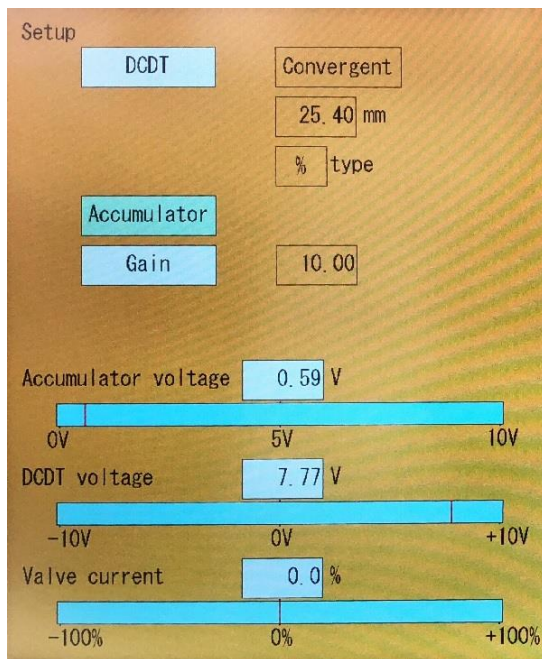 Setup
DCDT Convergent
25.40 mm
% type
Accumulator
Gain 10.00
Accumulator voltage 0.59 V
0V 5V 10V
DCDT voltage 7.77 V
-10V 0V +10V
Valve current 0.0 %
-100% 0% +100%